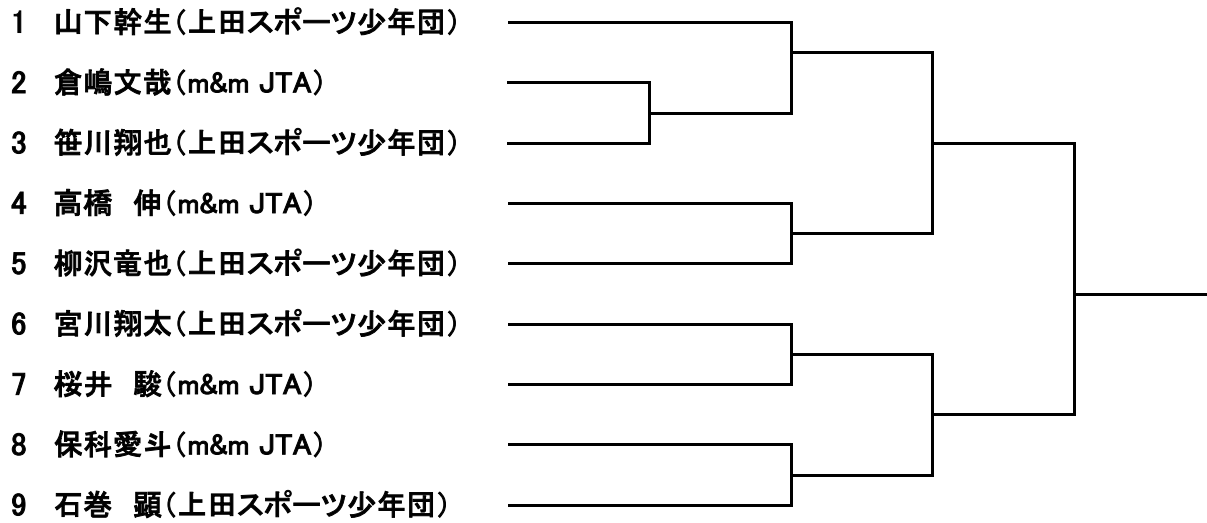 1 山下幹生（上田スポーツ少年団）
2 倉嶋文哉（m&m JTA）
3 笹川翔也（上田スポーツ少年団）
4 高橋　伸（m&m JTA）
5 柳沢竜也（上田スポーツ少年団）
6 宮川翔太（上田スポーツ少年団）
7 桜井　駿（m&m JTA）
8 保科愛斗（m&m JTA）
9 石巻　顕（上田スポーツ少年団）